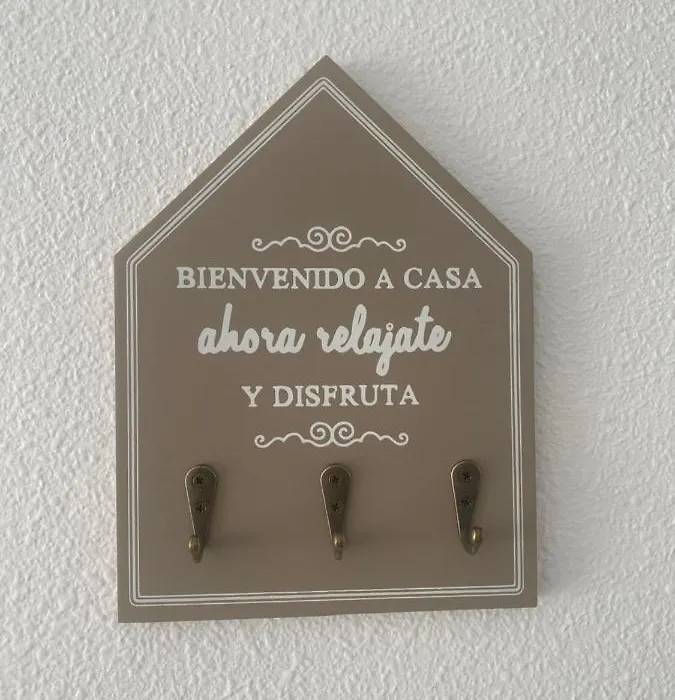 BIENVENIDO A CASA
ahora relajate
Y DISFRUTA